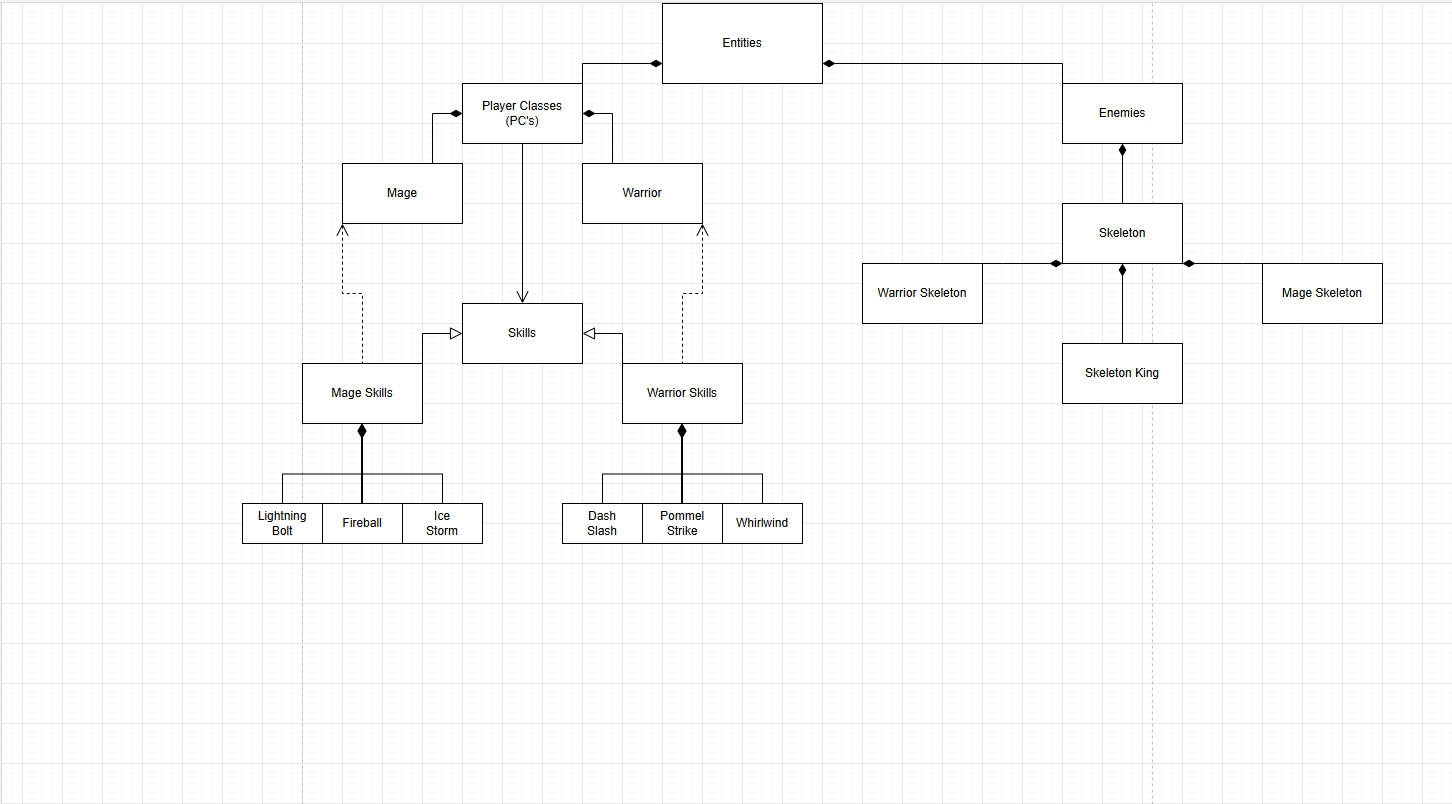 Entities
Player Classes
(PC's)
Enemies
Mage
Warrior
Skeleton
Warrior Skeleton
Mage Skeleton
Skills
Skeleton King
Mage Skills
Warrior Skills
Lightning
Bolt
Fireball
Ice
Storm
Dash
Slash
Pommel
Strike
Whirlwind